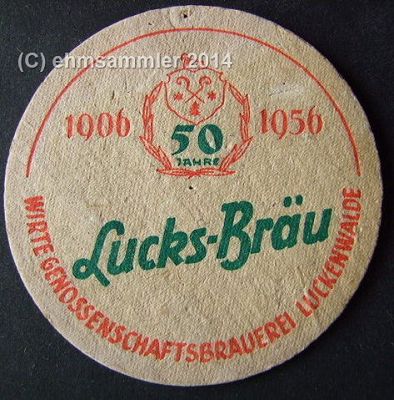 (C) ehmsammler 2014
1906 1956
50
JAHRE
Lucks-Bräu
WIRTEGENOSSENSCHAFTSBRAUEREI LUCKENWALDE